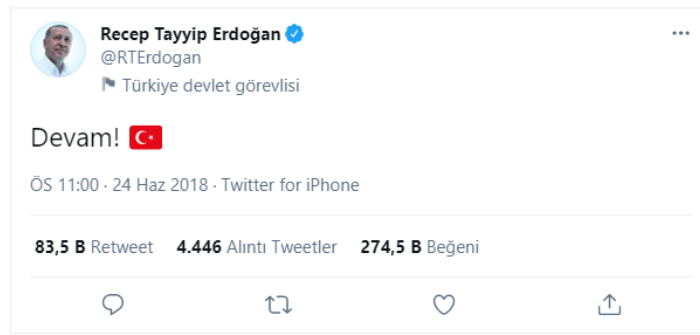 Recep Tayyip Erdoğan
@RTErdogan
Türkiye devlet görevlisi
Devam! 🇹🇷
ÖS 11:00 · 24 Haz 2018 · Twitter for iPhone
83,5 B Retweet 4.446 Alıntı Tweetler 274,5 B Beğeni